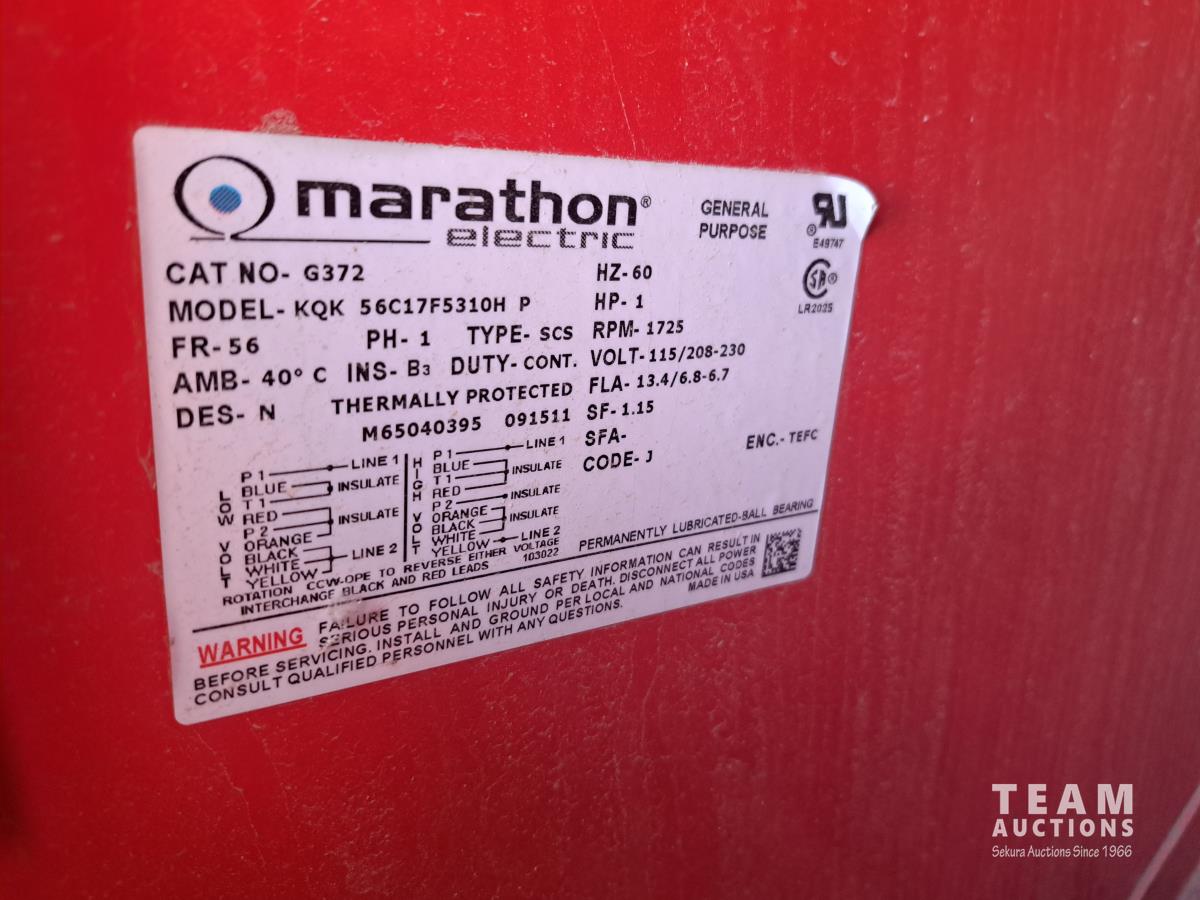 marathon®
electric
GENERAL
PURPOSE
E49747
LR2025
CAT NO- G372
MODEL- KQK 56C17F5310H P
FR- 56 PH- 1 TYPE- SCS
AMB- 40° C INS- B3 DUTY- CONT.
DES- N THERMALLY PROTECTED
M65040395 091511
HZ- 60
HP- 1
RPM- 1725
VOLT- 115/208-230
FLA- 13.4/6.8-6.7
SF- 1.15
SFA-
CODE- J
ENC.- TEFC
LOW VOLT
P1 LINE 1
BLUE
T1 INSULATE
RED
P2 INSULATE
ORANGE
BLACK
WHITE LINE 2
YELLOW
HIGH VOLT
P1 LINE 1
BLUE
T1 INSULATE
RED
P2 INSULATE
ORANGE
BLACK INSULATE
WHITE
YELLOW LINE 2
ROTATION CCW-OPE TO REVERSE EITHER VOLTAGE
INTERCHANGE BLACK AND RED LEADS 103022
PERMANENTLY LUBRICATED-BALL BEARING
WARNING FAILURE TO FOLLOW ALL SAFETY INFORMATION CAN RESULT IN
SERIOUS PERSONAL INJURY OR DEATH. DISCONNECT ALL POWER
BEFORE SERVICING. INSTALL AND GROUND PER LOCAL AND NATIONAL CODES
CONSULT QUALIFIED PERSONNEL WITH ANY QUESTIONS.
MADE IN USA
TEAM
AUCTIONS
Sekura Auctions Since 1966